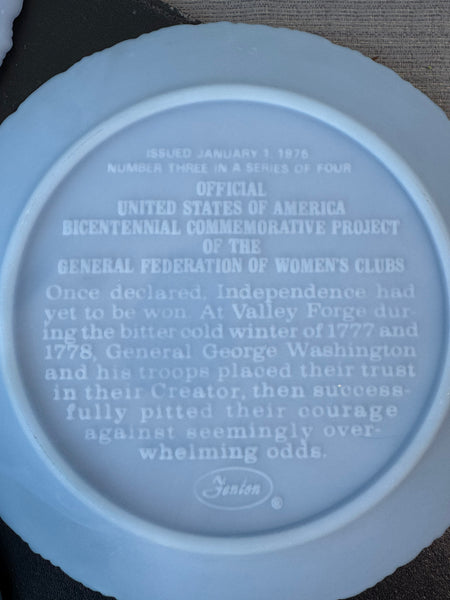 ISSUED JANUARY 1, 1975
NUMBER THREE IN A SERIES OF FOUR
OFFICIAL
UNITED STATES OF AMERICA
BICENTENNIAL COMMEMORATIVE PROJECT
OF THE
GENERAL FEDERATION OF WOMEN'S CLUBS
Once declared, Independence had
yet to be won. At Valley Forge dur-
ing the bitter cold winter of 1777 and
1778, General George Washington
and his troops placed their trust
in their Creator, then success-
fully pitted their courage
against seemingly over-
whelming odds.
Fenton ®